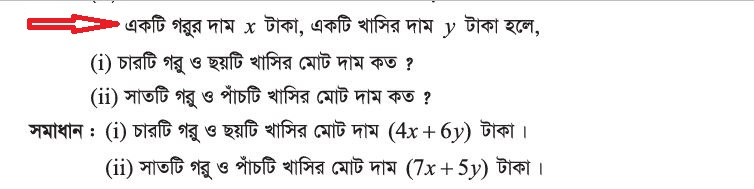 একটি গরুর দাম x টাকা, একটি খাসির দাম y টাকা হলে,
(i) চারটি গরু ও ছয়টি খাসির মোট দাম কত ?
(ii) সাতটি গরু ও পাঁচটি খাসির মোট দাম কত ?
সমাধান : (i) চারটি গরু ও ছয়টি খাসির মোট দাম (4x + 6y) টাকা ।
(ii) সাতটি গরু ও পাঁচটি খাসির মোট দাম (7x + 5y) টাকা ।